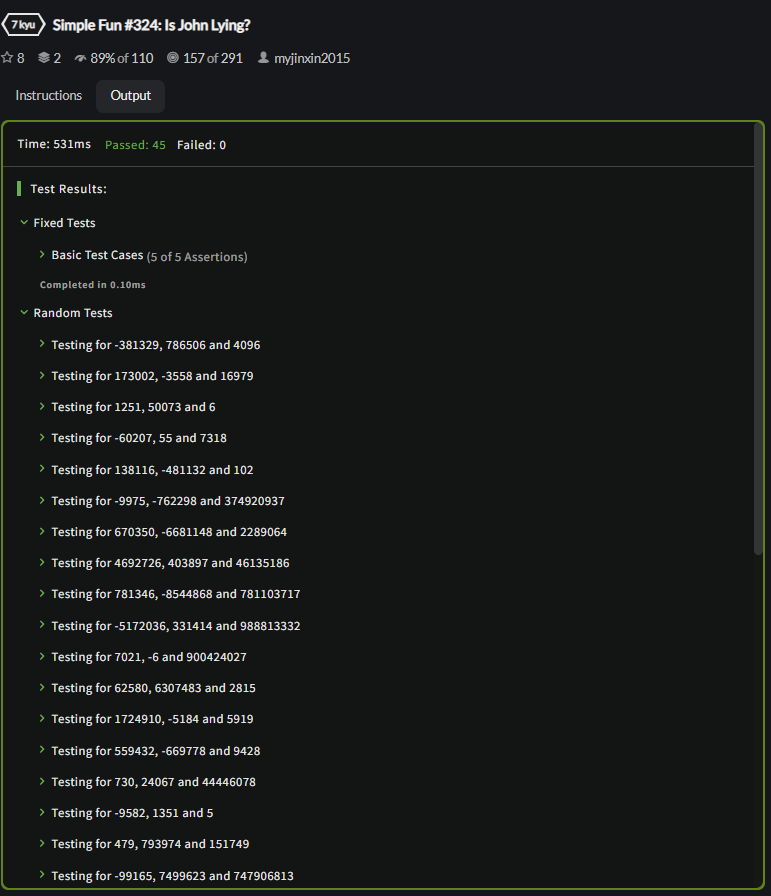 7 kyu Simple Fun #324: Is John Lying?
8 2 89% of 110 157 of 291 myjinxin2015
Instructions Output
Time: 531ms Passed: 45 Failed: 0
Test Results:
Fixed Tests
Basic Test Cases (5 of 5 Assertions)
Completed in 0.10ms
Random Tests
Testing for -381329, 786506 and 4096
Testing for 173002, -3558 and 16979
Testing for 1251, 50073 and 6
Testing for -60207, 55 and 7318
Testing for 138116, -481132 and 102
Testing for -9975, -762298 and 374920937
Testing for 670350, -6681148 and 2289064
Testing for 4692726, 403897 and 46135186
Testing for 781346, -8544868 and 781103717
Testing for -5172036, 331414 and 988813332
Testing for 7021, -6 and 900424027
Testing for 62580, 6307483 and 2815
Testing for 1724910, -5184 and 5919
Testing for 559432, -669778 and 9428
Testing for 730, 24067 and 44446078
Testing for -9582, 1351 and 5
Testing for 479, 793974 and 151749
Testing for -99165, 7499623 and 747906813